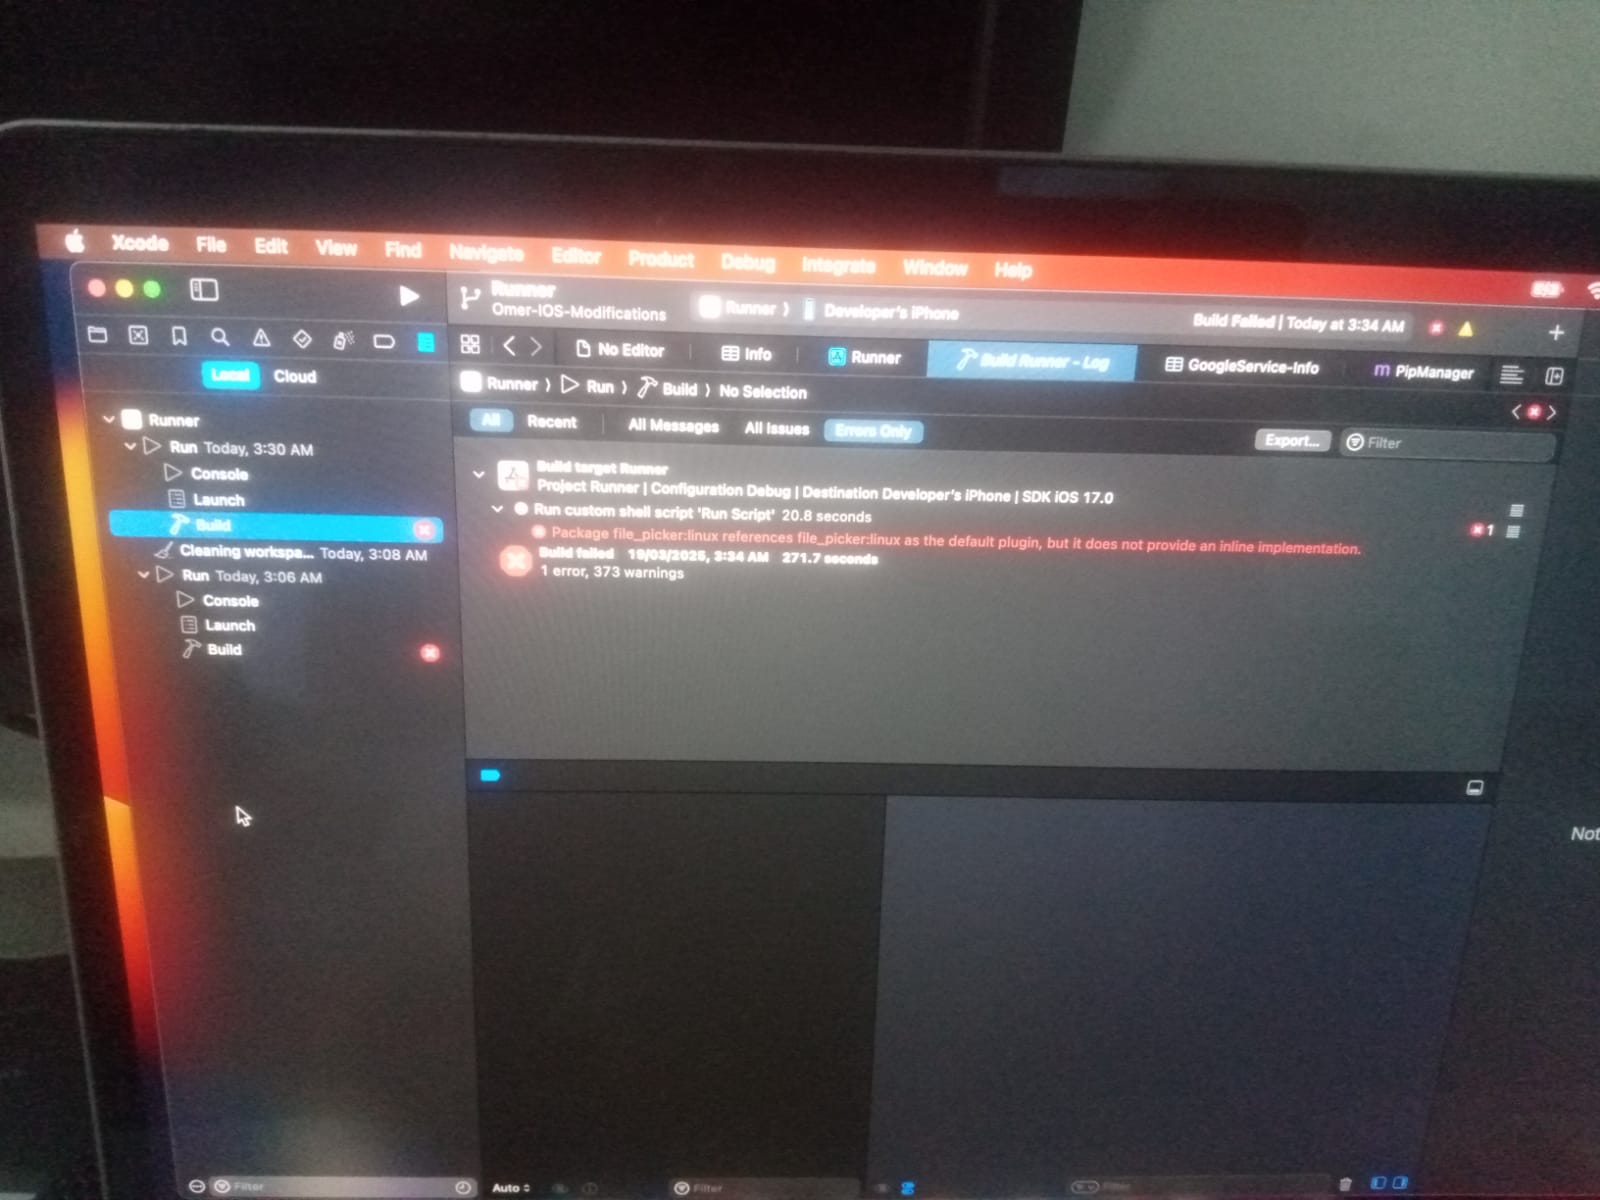 Xcode File Edit View Find Navigate Editor Product Debug Integrate Window Help
Runner
Omer-IOS-Modifications
Runner
Developer's iPhone
Build Failed | Today at 3:34 AM
No Editor
Info
Runner
Build Runner - Log
GoogleService-Info
PipManager
Local
Cloud
Runner
Run
Build
No Selection
All
Recent
All Messages
All Issues
Errors Only
Export...
Filter
Runner
Run Today, 3:30 AM
Console
Launch
Build
Cleaning workspa... Today, 3:08 AM
Run Today, 3:06 AM
Console
Launch
Build
Build target Runner
Project Runner | Configuration Debug | Destination Developer's iPhone | SDK iOS 17.0
Run custom shell script 'Run Script' 20.8 seconds
Package file_picker:linux references file_picker:linux as the default plugin, but it does not provide an inline implementation.
1
Build failed 19/03/2025, 3:34 AM 271.7 seconds
1 error, 373 warnings
Not
Filter
Auto
Filter
Filter